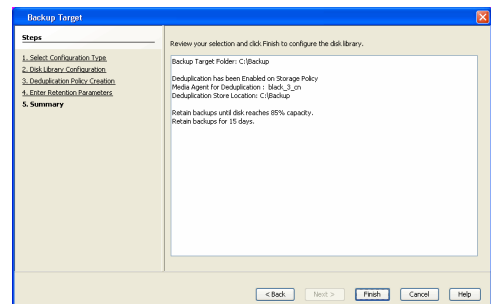 Backup Target
Steps
1. Select Configuration Type
2. Disk Library Configuration
3. Deduplication Policy Creation
4. Enter Retention Parameters
5. Summary
Review your selection and click Finish to configure the disk library.
Backup Target Folder: C:\Backup
Deduplication has been Enabled on Storage Policy
Media Agent for Deduplication : black_3_cn
Deduplication Store Location: C:\Backup
Retain backups until disk reaches 85% capacity.
Retain backups for 15 days.
< Back Next > Finish Cancel Help